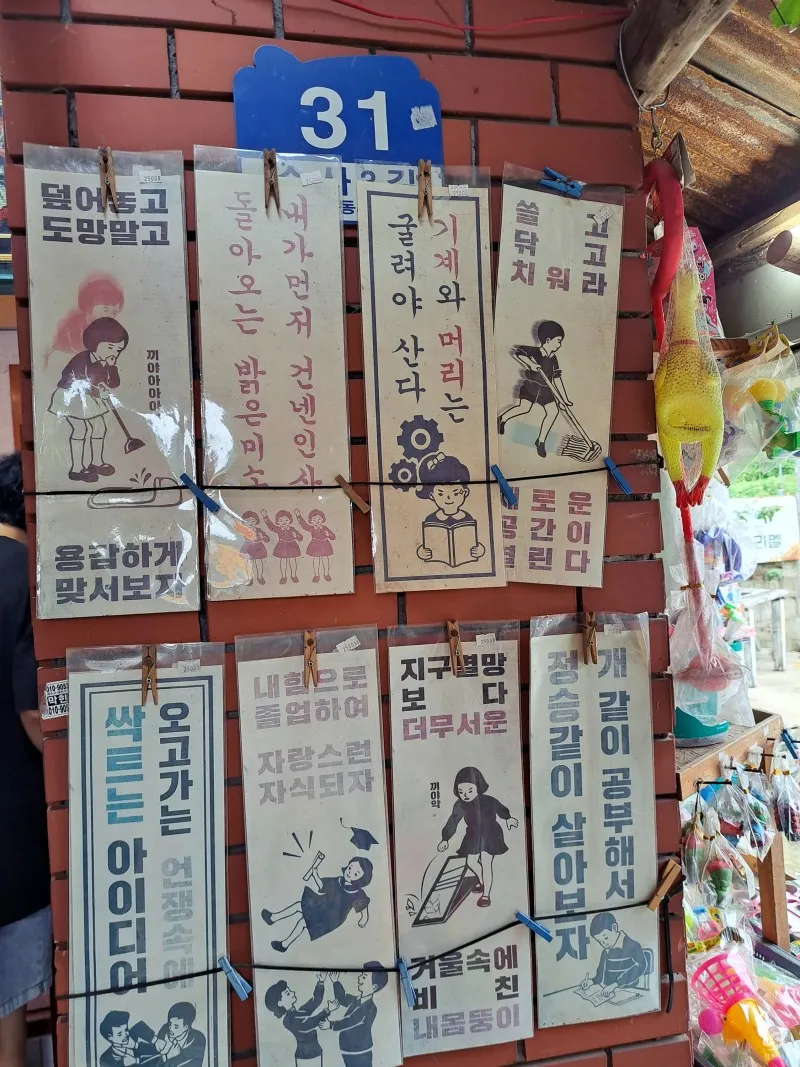 31
덮어놓고
도망말고
끼야아아아
용감하게
맞서보자
내가먼저 건넨인사
돌아오는 밝은미소
기계와 머리는
굴려야 산다
쓸 고
닦 고
치 워 라
로 운
공 간 이
열 린 다
오고가는 언쟁속에
싹트는 아이디어
내힘으로
졸업하여
자랑스런
자식되자
지구멸망
보 다
더무서운
끼야악
거울속에
비 친
내몸뚱이
개같이 공부해서
정승같이 살아보자